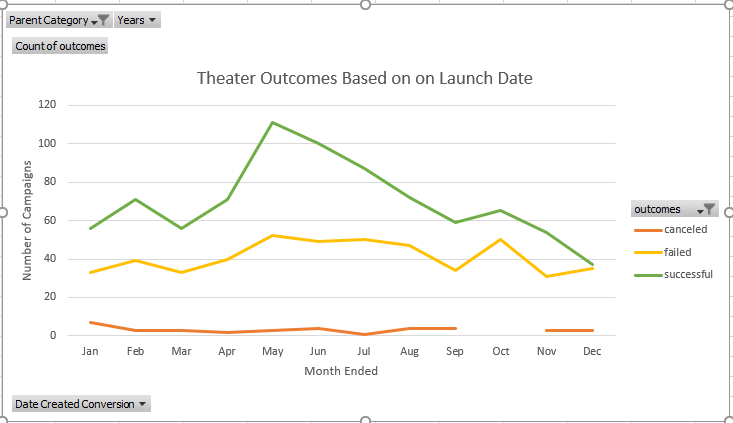 Parent Category Years
Count of outcomes
Theater Outcomes Based on on Launch Date
120
100
80
60
40
20
0
Number of Campaigns
Jan Feb Mar Apr May Jun Jul Aug Sep Oct Nov Dec
Month Ended
outcomes
canceled
failed
successful
Date Created Conversion